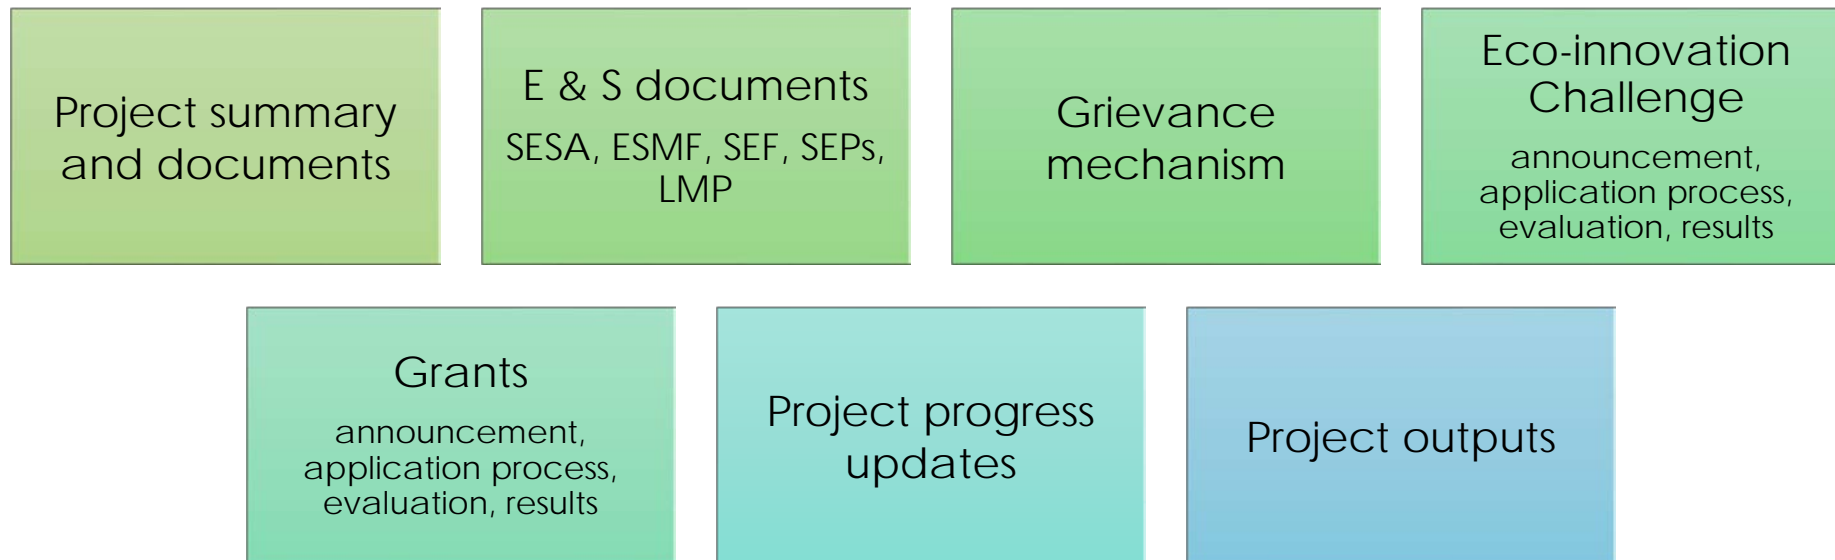 Project summary
and documents
E & S documents
SESA, ESMF, SEF, SEPs,
LMP
Grievance
mechanism
Eco-innovation
Challenge
announcement,
application process,
evaluation, results
Grants
announcement,
application process,
evaluation, results
Project progress
updates
Project outputs